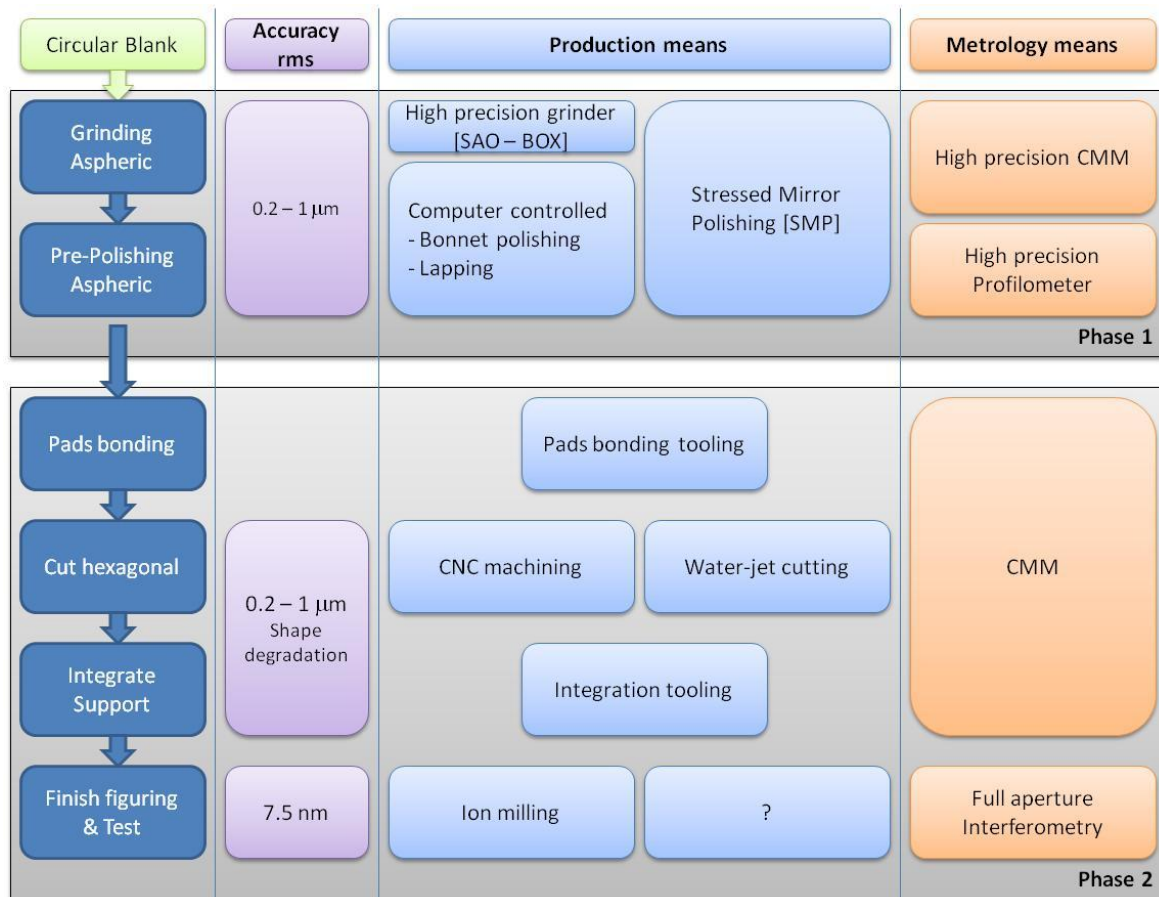 Circular Blank
Accuracy
rms
Production means
Metrology means
Grinding
Aspheric
0.2 – 1 μm
High precision grinder
[SAO – BOX]
Stressed Mirror
Polishing [SMP]
High precision CMM
Pre-Polishing
Aspheric
Computer controlled
- Bonnet polishing
- Lapping
High precision
Profilometer
Phase 1
Pads bonding
Pads bonding tooling
CMM
Cut hexagonal
0.2 – 1 μm
Shape
degradation
CNC machining
Water-jet cutting
Integrate
Support
Integration tooling
Finish figuring
& Test
7.5 nm
Ion milling
?
Full aperture
Interferometry
Phase 2